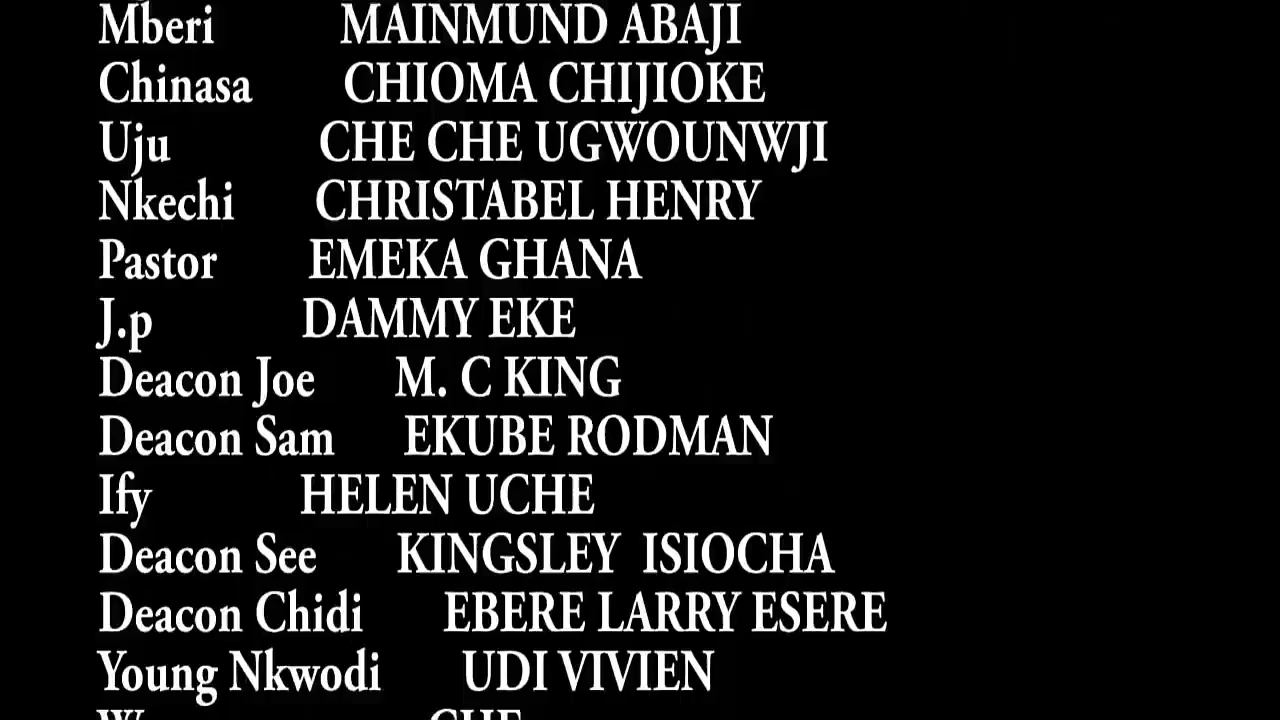 Mberi MAINMUND ABAJI
Chinasa CHIOMA CHIJIOKE
Uju CHE CHE UGWOUNWJI
Nkechi CHRISTABEL HENRY
Pastor EMEKA GHANA
J.p DAMMY EKE
Deacon Joe M. C KING
Deacon Sam EKUBE RODMAN
Ify HELEN UCHE
Deacon See KINGSLEY ISIOCHA
Deacon Chidi EBERE LARRY ESERE
Young Nkwodi UDI VIVIEN